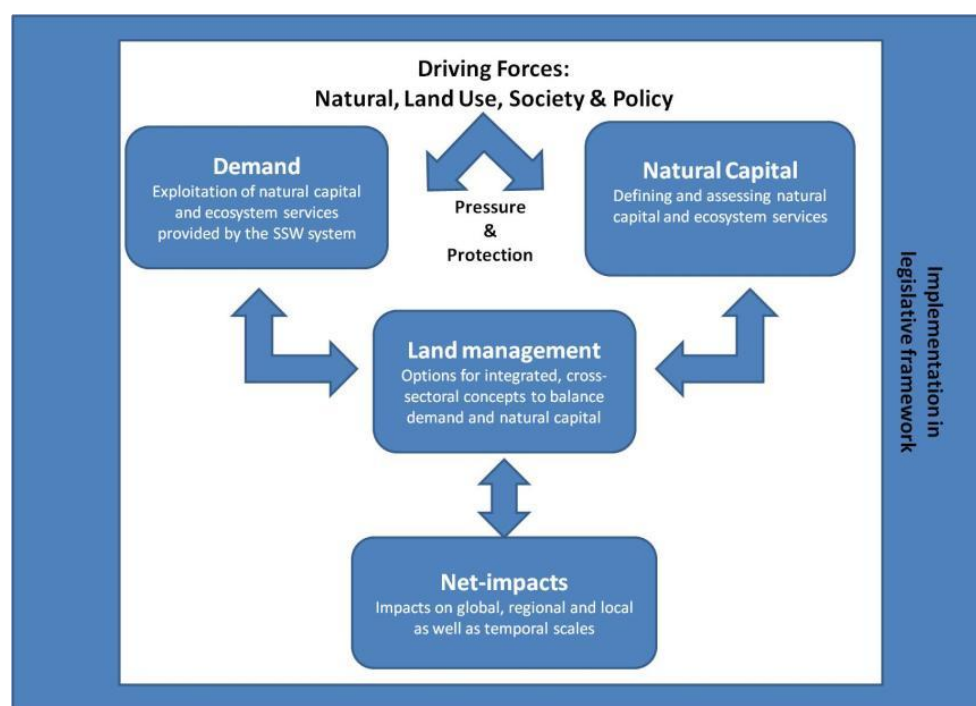 Driving Forces:
Natural, Land Use, Society & Policy
Demand
Exploitation of natural capital
and ecosystem services
provided by the SSW system
Natural Capital
Defining and assessing natural
capital and ecosystem services
Pressure
&
Protection
Land management
Options for integrated, cross-
sectoral concepts to balance
demand and natural capital
Net-impacts
Impacts on global, regional and local
as well as temporal scales
Implementation in
legislative framework